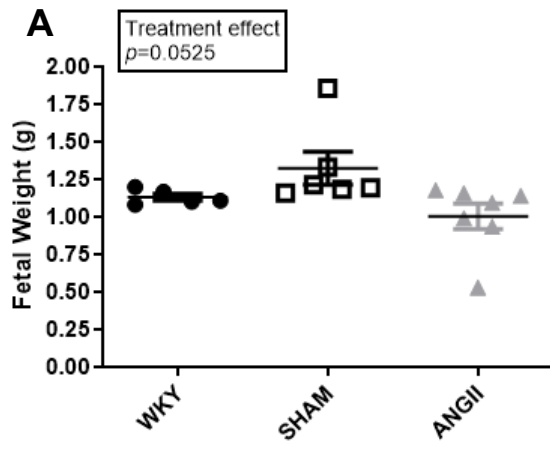 A
Treatment effect
p=0.0525
Fetal Weight (g)
2.00
1.75
1.50
1.25
1.00
0.75
0.50
0.25
0.00
WKY
SHAM
ANGII